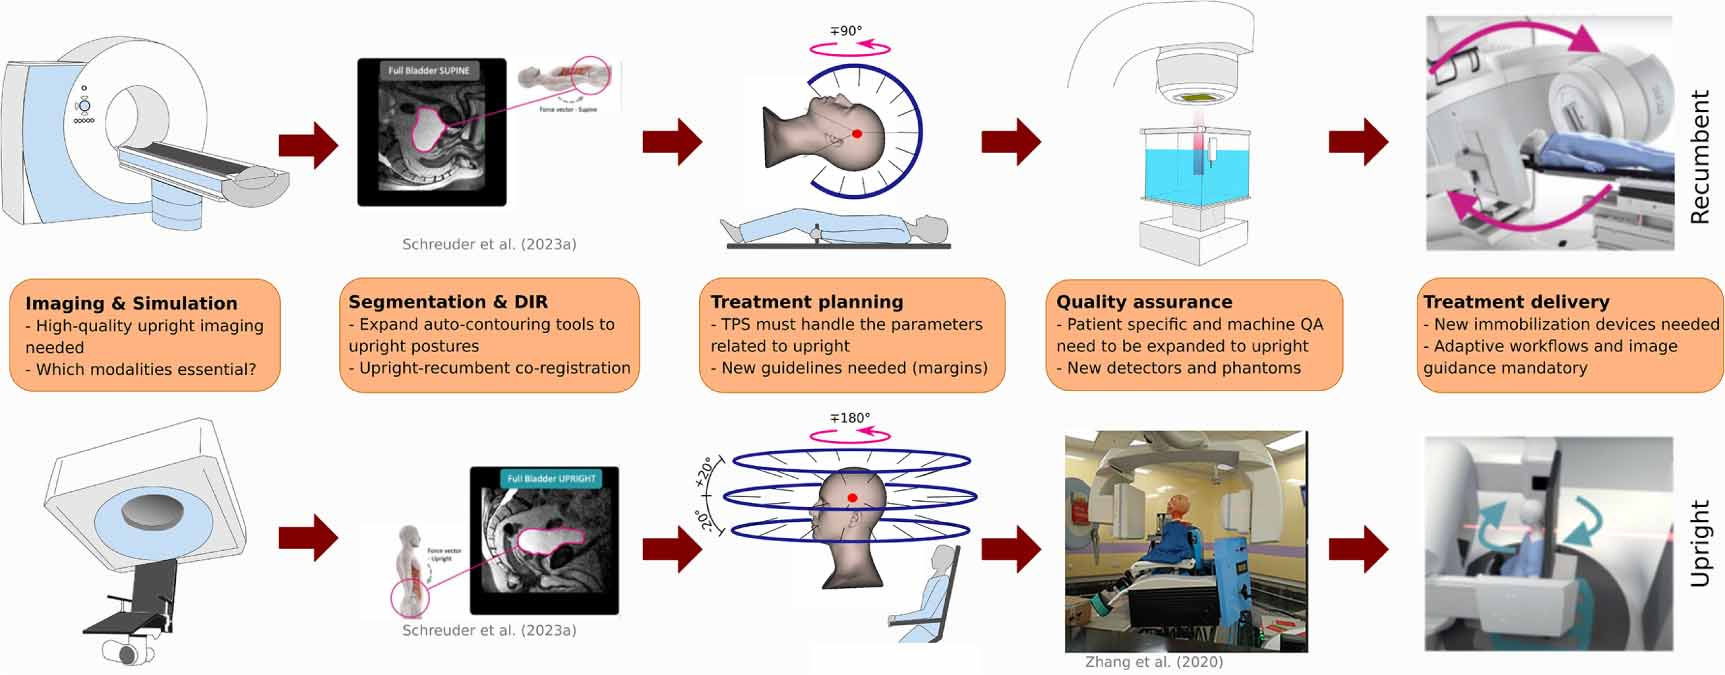 ∓90°
Full Bladder SUPINE
Force vector - Supine
Schreuder et al. (2023a)
Recumbent
Imaging & Simulation
- High-quality upright imaging
needed
- Which modalities essential?
Segmentation & DIR
- Expand auto-contouring tools to
upright postures
- Upright-recumbent co-registration
Treatment planning
- TPS must handle the parameters
related to upright
- New guidelines needed (margins)
Quality assurance
- Patient specific and machine QA
need to be expanded to upright
- New detectors and phantoms
Treatment delivery
- New immobilization devices needed
- Adaptive workflows and image
guidance mandatory
∓180°
+20°
-20°
Full Bladder UPRIGHT
Force vector
- Upright
Schreuder et al. (2023a)
Zhang et al. (2020)
Upright